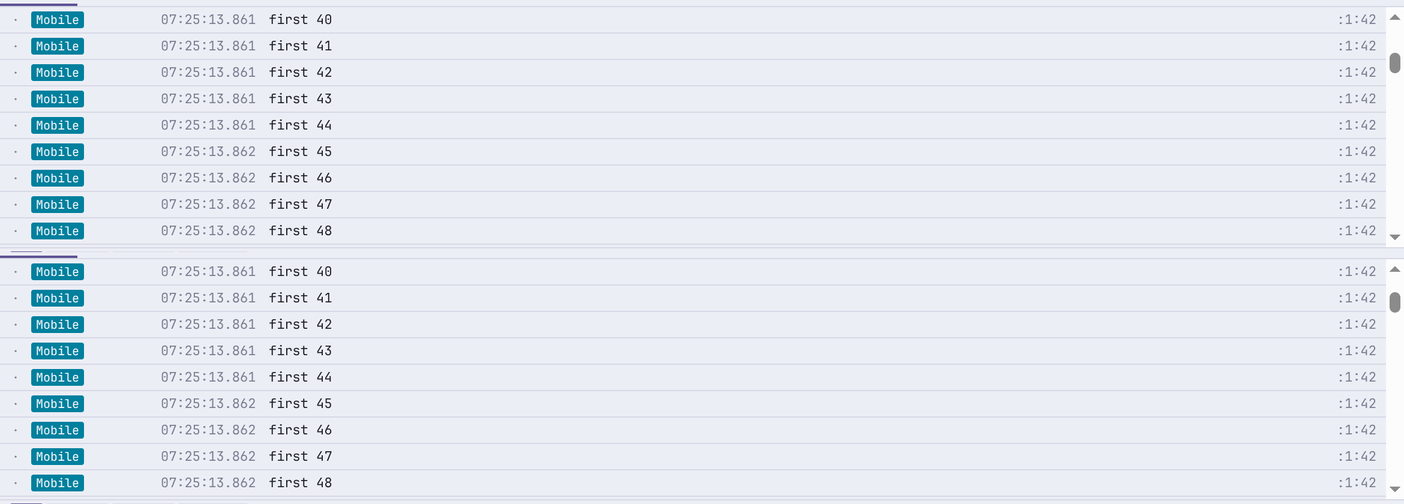 · Mobile 07:25:13.861 first 40 :1:42
· Mobile 07:25:13.861 first 41 :1:42
· Mobile 07:25:13.861 first 42 :1:42
· Mobile 07:25:13.861 first 43 :1:42
· Mobile 07:25:13.861 first 44 :1:42
· Mobile 07:25:13.862 first 45 :1:42
· Mobile 07:25:13.862 first 46 :1:42
· Mobile 07:25:13.862 first 47 :1:42
· Mobile 07:25:13.862 first 48 :1:42
· Mobile 07:25:13.861 first 40 :1:42
· Mobile 07:25:13.861 first 41 :1:42
· Mobile 07:25:13.861 first 42 :1:42
· Mobile 07:25:13.861 first 43 :1:42
· Mobile 07:25:13.861 first 44 :1:42
· Mobile 07:25:13.862 first 45 :1:42
· Mobile 07:25:13.862 first 46 :1:42
· Mobile 07:25:13.862 first 47 :1:42
· Mobile 07:25:13.862 first 48 :1:42